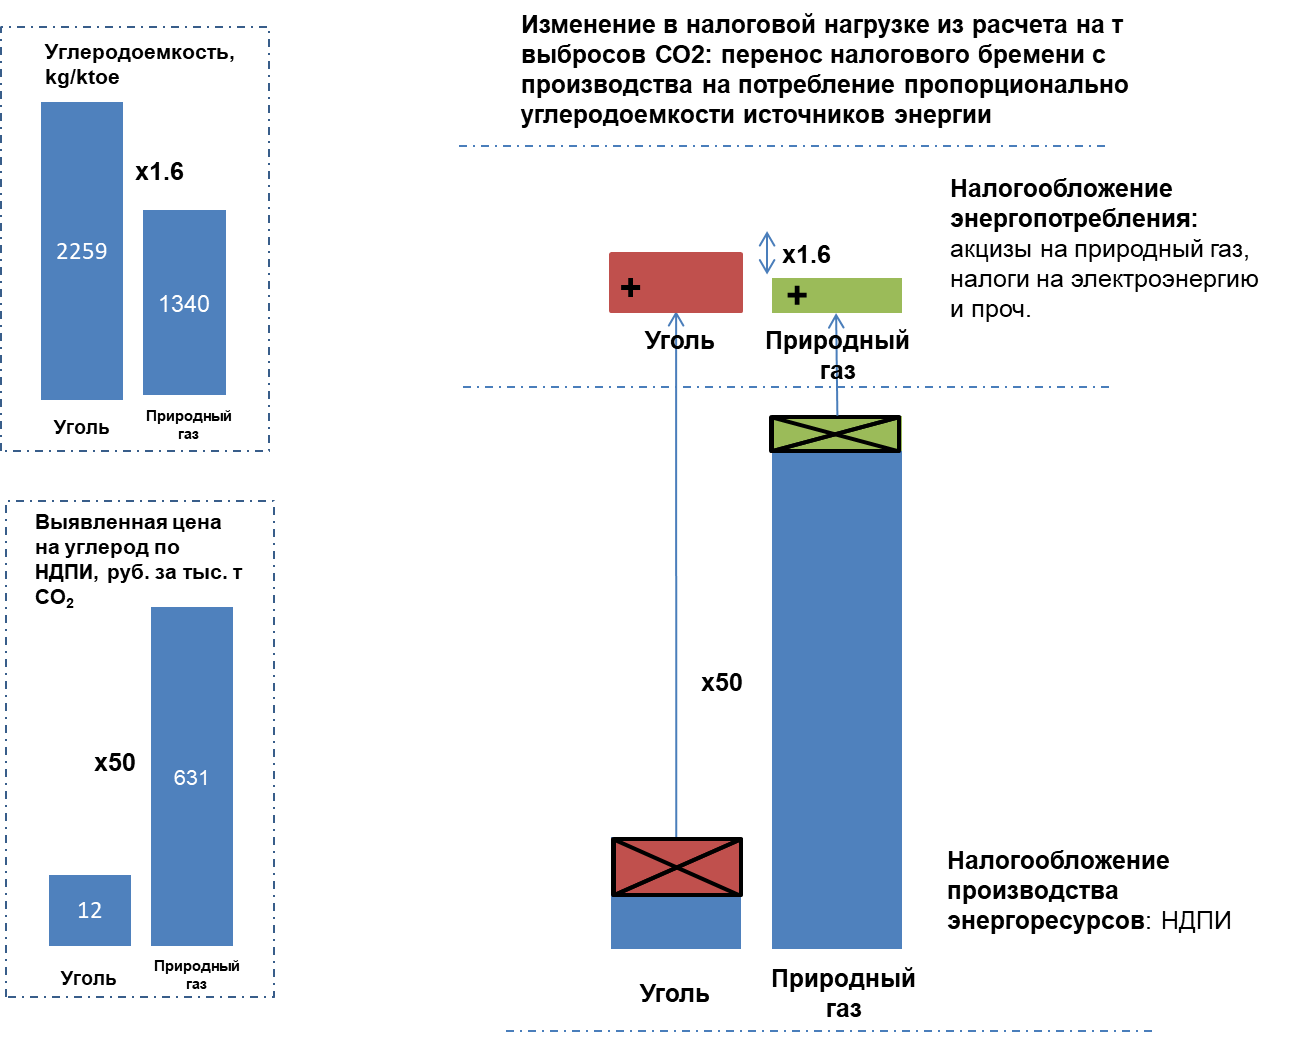 Углеродоемкость,
kg/ktoe
x1.6
2259
1340
Уголь
Природный
газ
Выявленная цена
на углерод по
НДПИ, руб. за тыс. т
CO2
x50
631
12
Уголь
Природный
газ
Изменение в налоговой нагрузке из расчета на т
выбросов СО2: перенос налогового бремени с
производства на потребление пропорционально
углеродоемкости источников энергии
Налогообложение
энергопотребления:
акцизы на природный газ,
налоги на электроэнергию
и проч.
x1.6
+
+
Уголь
Природный
газ
x50
Налогообложение
производства
энергоресурсов: НДПИ
Уголь
Природный
газ